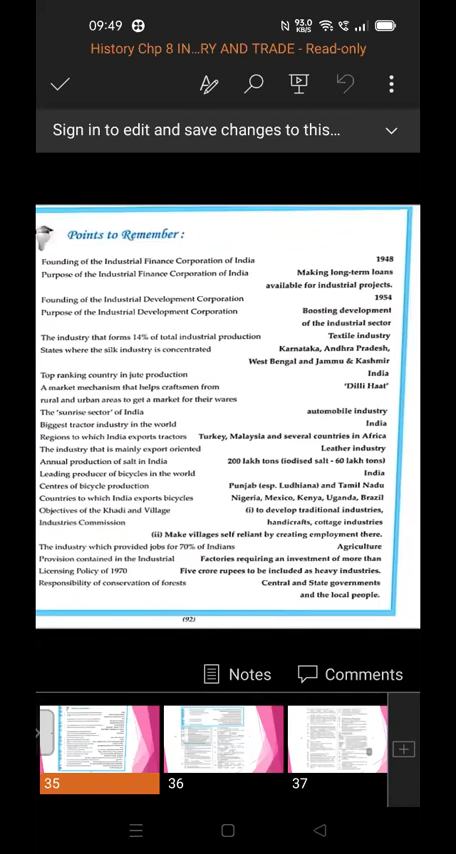 09:49
93.0 KB/S
History Chp 8 IN...RY AND TRADE - Read-only
Sign in to edit and save changes to this...
Points to Remember :
Founding of the Industrial Finance Corporation of India 1948
Purpose of the Industrial Finance Corporation of India Making long-term loans
available for industrial projects.
Founding of the Industrial Development Corporation 1954
Purpose of the Industrial Development Corporation Boosting development
of the industrial sector
The industry that forms 14% of total industrial production Textile industry
States where the silk industry is concentrated Karnataka, Andhra Pradesh,
West Bengal and Jammu & Kashmir
Top ranking country in jute production India
A market mechanism that helps craftsmen from 'Dilli Haat'
rural and urban areas to get a market for their wares
The 'sunrise sector' of India automobile industry
Biggest tractor industry in the world India
Regions to which India exports tractors Turkey, Malaysia and several countries in Africa
The industry that is mainly export oriented Leather industry
Annual production of salt in India 200 lakh tons (iodised salt - 60 lakh tons)
Leading producer of bicycles in the world India
Centres of bicycle production Punjab (esp. Ludhiana) and Tamil Nadu
Countries to which India exports bicycles Nigeria, Mexico, Kenya, Uganda, Brazil
Objectives of the Khadi and Village (i) to develop traditional industries,
Industries Commission handicrafts, cottage industries
(ii) Make villages self reliant by creating employment there.
The industry which provided jobs for 70% of Indians Agriculture
Provision contained in the Industrial Factories requiring an investment of more than
Licensing Policy of 1970 Five crore rupees to be included as heavy industries.
Responsibility of conservation of forests Central and State governments
and the local people.
(92)
Notes Comments
35 36 37